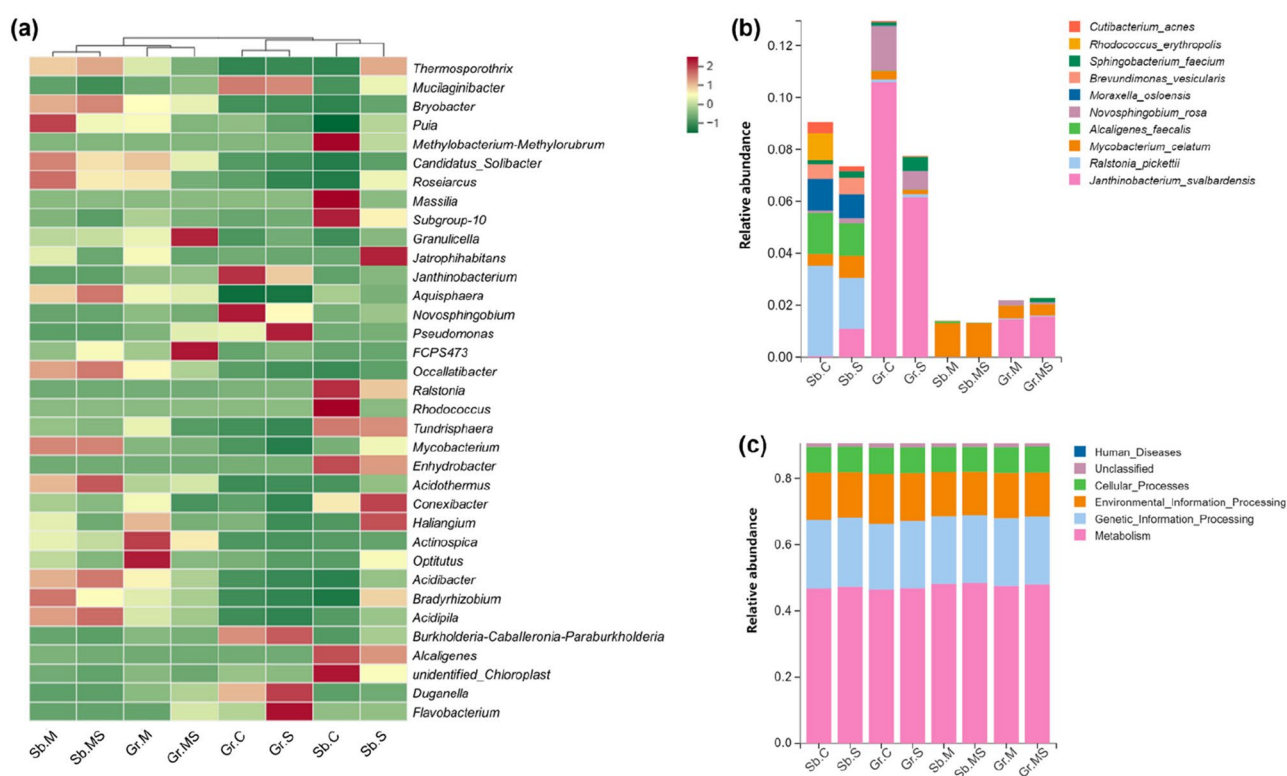 (a)
Thermosporothrix
Mucilaginibacter
Bryobacter
Puia
Methylobacterium-Methylorubrum
Candidatus_Solibacter
Roseiarcus
Massilia
Subgroup-10
Granulicella
Jatrophihabitans
Janthinobacterium
Aquisphaera
Novosphingobium
Pseudomonas
FCPS473
Occallatibacter
Ralstonia
Rhodococcus
Tundrisphaera
Mycobacterium
Enhydrobacter
Acidothermus
Conexibacter
Haliangium
Actinospica
Optitutus
Acidibacter
Bradyrhizobium
Acidipila
Burkholderia-Caballeronia-Paraburkholderia
Alcaligenes
unidentified_Chloroplast
Duganella
Flavobacterium
Sb.M
Sb.MS
Gr.M
Gr.MS
Gr.C
Gr.S
Sb.C
Sb.S
2
1
0
−1
(b)
Relative abundance
0.12
0.10
0.08
0.06
0.04
0.02
0.00
Sb.C
Sb.S
Gr.C
Gr.S
Sb.M
Sb.MS
Gr.M
Gr.MS
Cutibacterium_acnes
Rhodococcus_erythropolis
Sphingobacterium_faecium
Brevundimonas_vesicularis
Moraxella_osloensis
Novosphingobium_rosa
Alcaligenes_faecalis
Mycobacterium_celatum
Ralstonia_pickettii
Janthinobacterium_svalbardensis
(c)
Relative abundance
0.8
0.6
0.4
0.2
0.0
Sb.C
Sb.S
Gr.C
Gr.S
Sb.M
Sb.MS
Gr.M
Gr.MS
Human_Diseases
Unclassified
Cellular_Processes
Environmental_Information_Processing
Genetic_Information_Processing
Metabolism